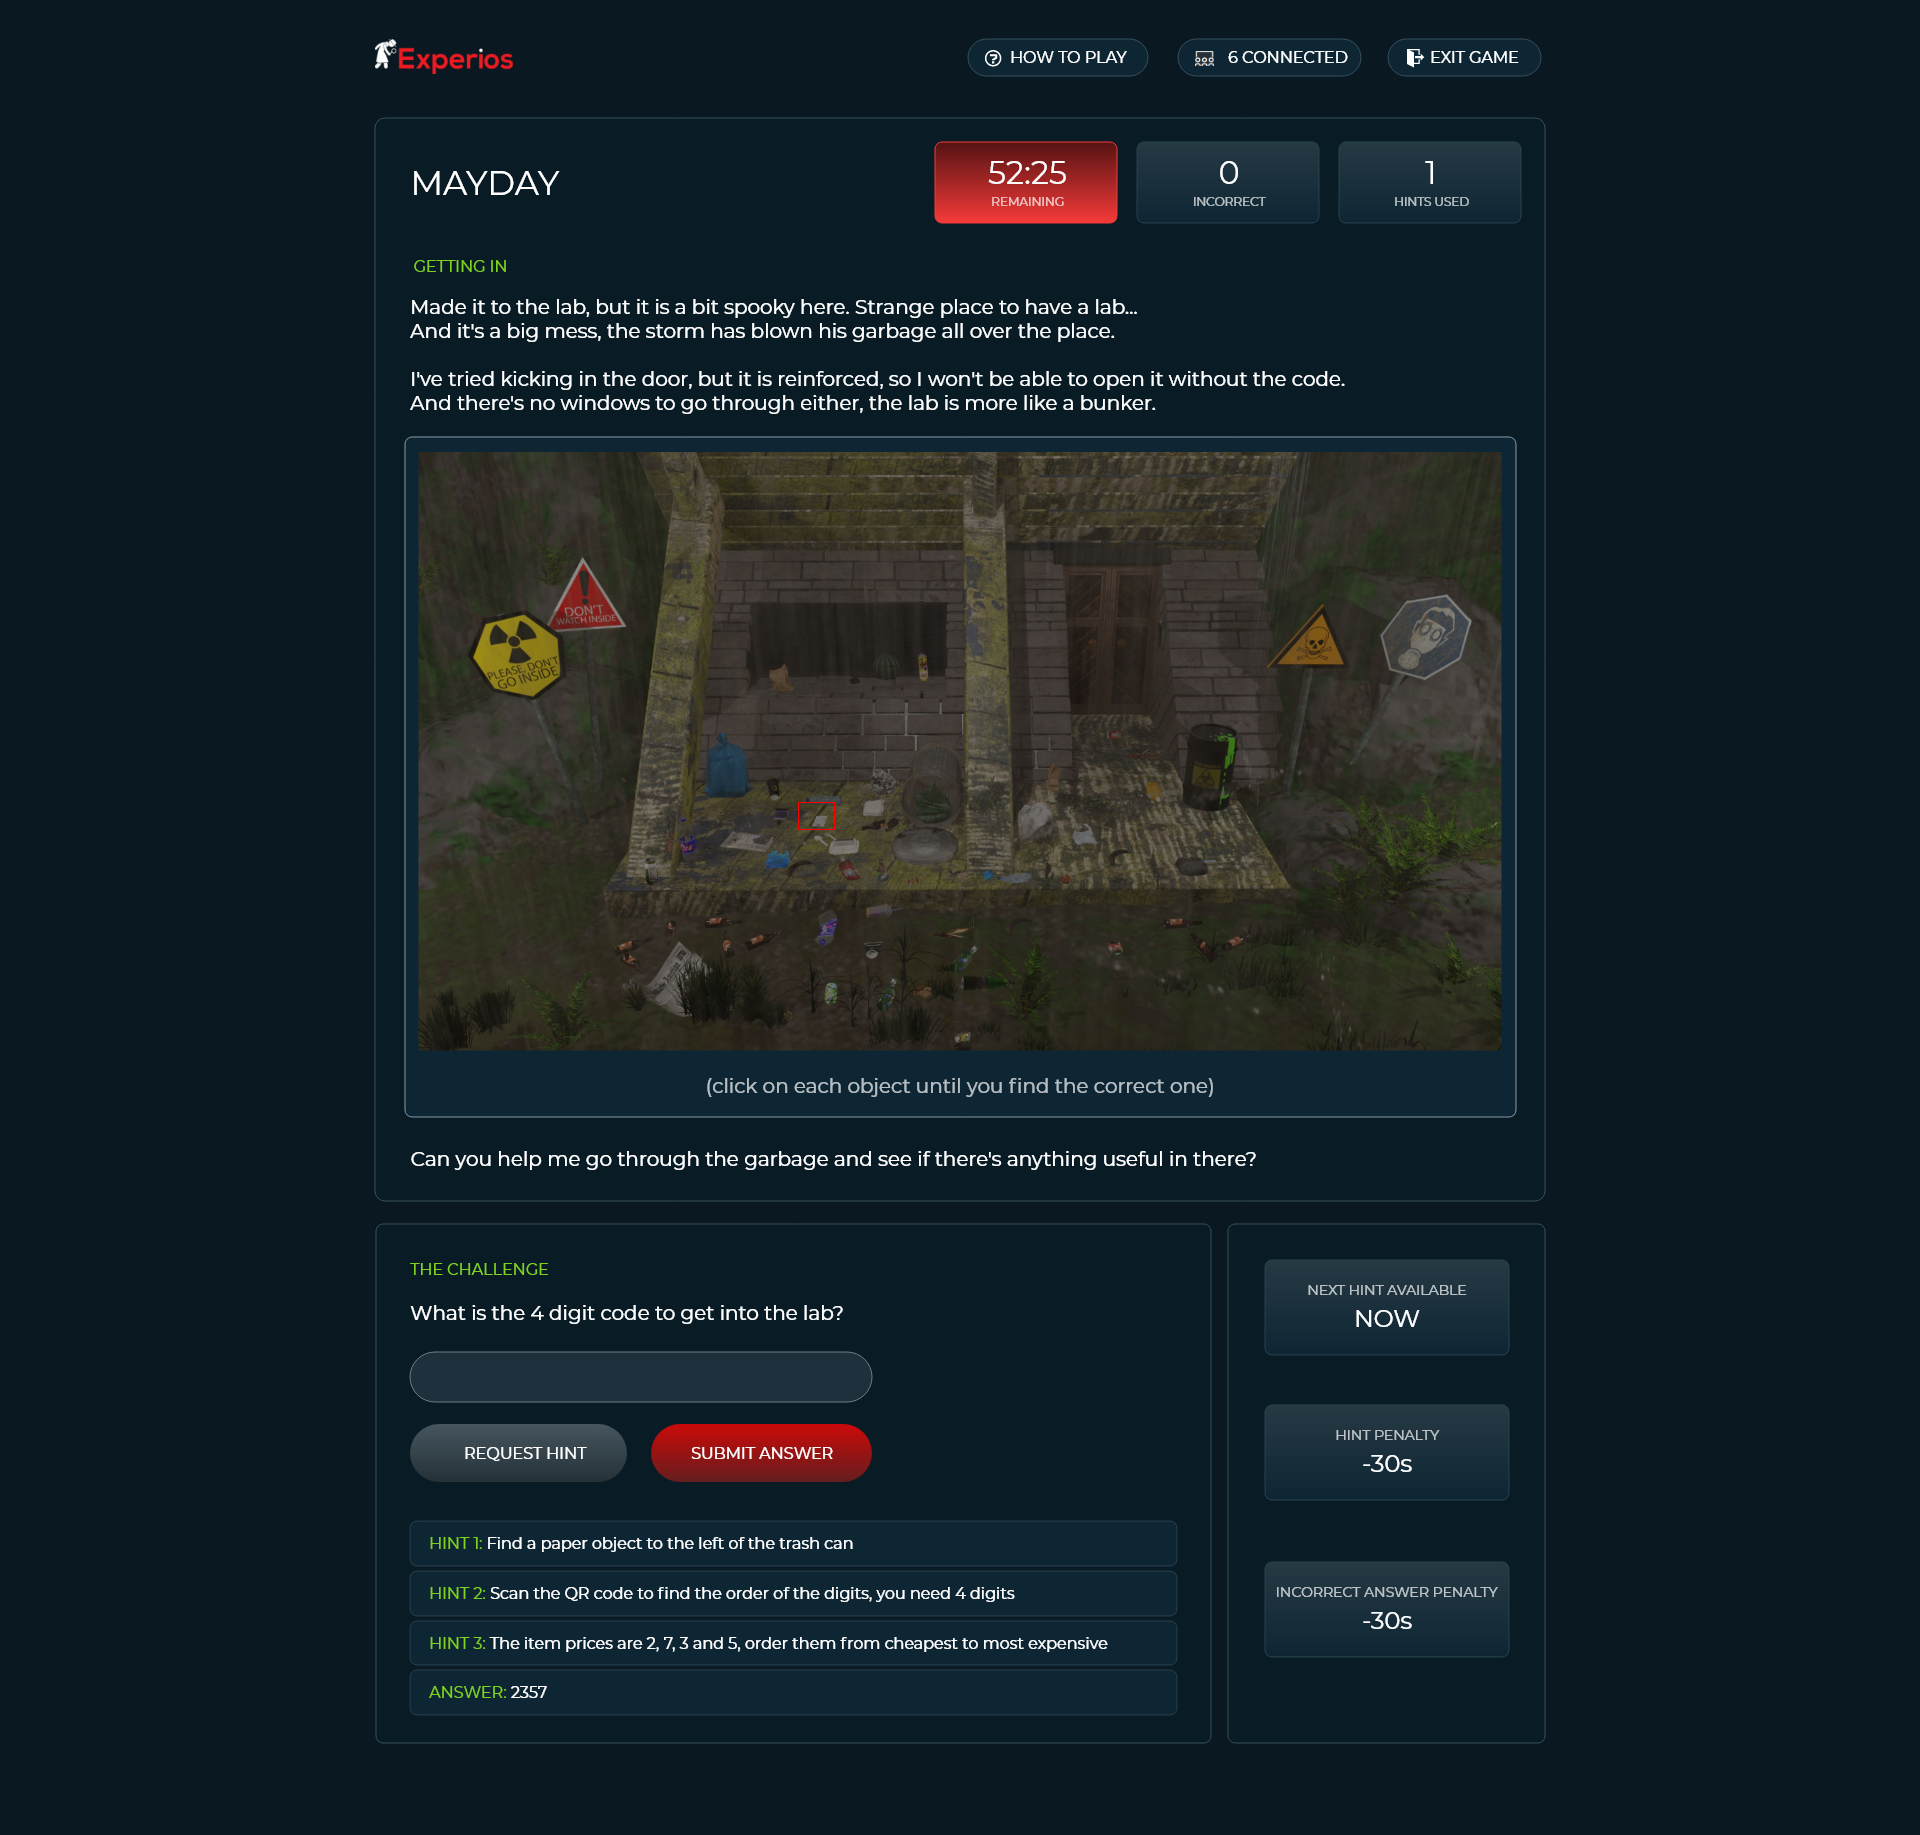 Experios
HOW TO PLAY
6 CONNECTED
EXIT GAME
MAYDAY
52:25
REMAINING
0
INCORRECT
1
HINTS USED
GETTING IN
Made it to the lab, but it is a bit spooky here. Strange place to have a lab...
And it's a big mess, the storm has blown his garbage all over the place.
I've tried kicking in the door, but it is reinforced, so I won't be able to open it without the code.
And there's no windows to go through either, the lab is more like a bunker.
DON'T
WATCH INSIDE
PLEASE, DON'T
GO INSIDE
(click on each object until you find the correct one)
Can you help me go through the garbage and see if there's anything useful in there?
THE CHALLENGE
What is the 4 digit code to get into the lab?
REQUEST HINT
SUBMIT ANSWER
HINT 1: Find a paper object to the left of the trash can
HINT 2: Scan the QR code to find the order of the digits, you need 4 digits
HINT 3: The item prices are 2, 7, 3 and 5, order them from cheapest to most expensive
ANSWER: 2357
NEXT HINT AVAILABLE
NOW
HINT PENALTY
-30s
INCORRECT ANSWER PENALTY
-30s